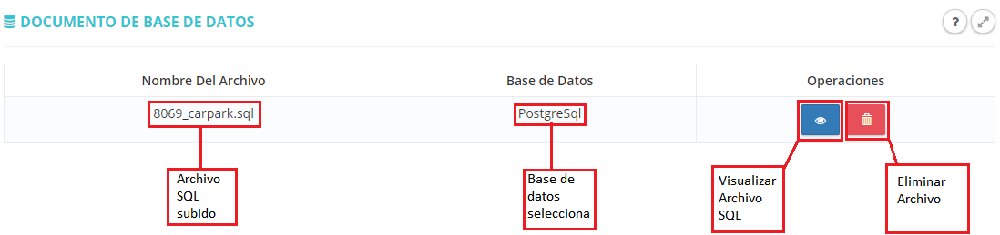 DOCUMENTO DE BASE DE DATOS
?
Nombre Del Archivo Base de Datos Operaciones
8069_carpark.sql PostgreSql
Archivo
SQL
subido
Base de
datos
selecciona
Visualizar
Archivo
SQL
Eliminar
Archivo